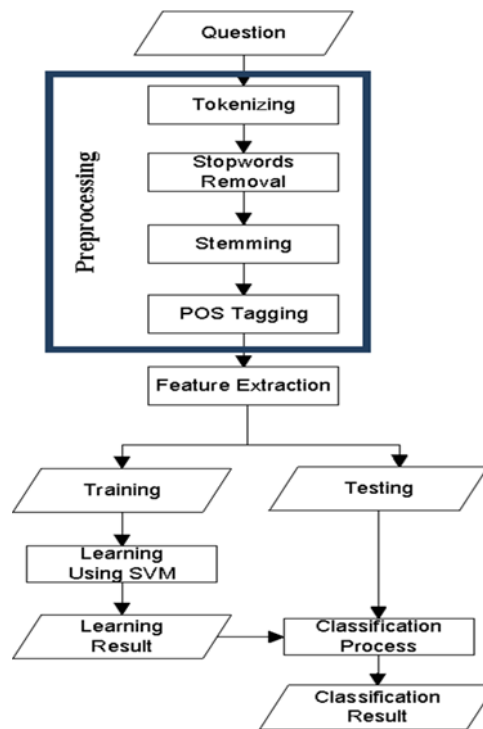 Question
Tokenizing
Stopwords
Removal
Preprocessing
Stemming
POS Tagging
Feature Extraction
Training
Testing
Learning
Using SVM
Learning
Result
Classification
Process
Classification
Result